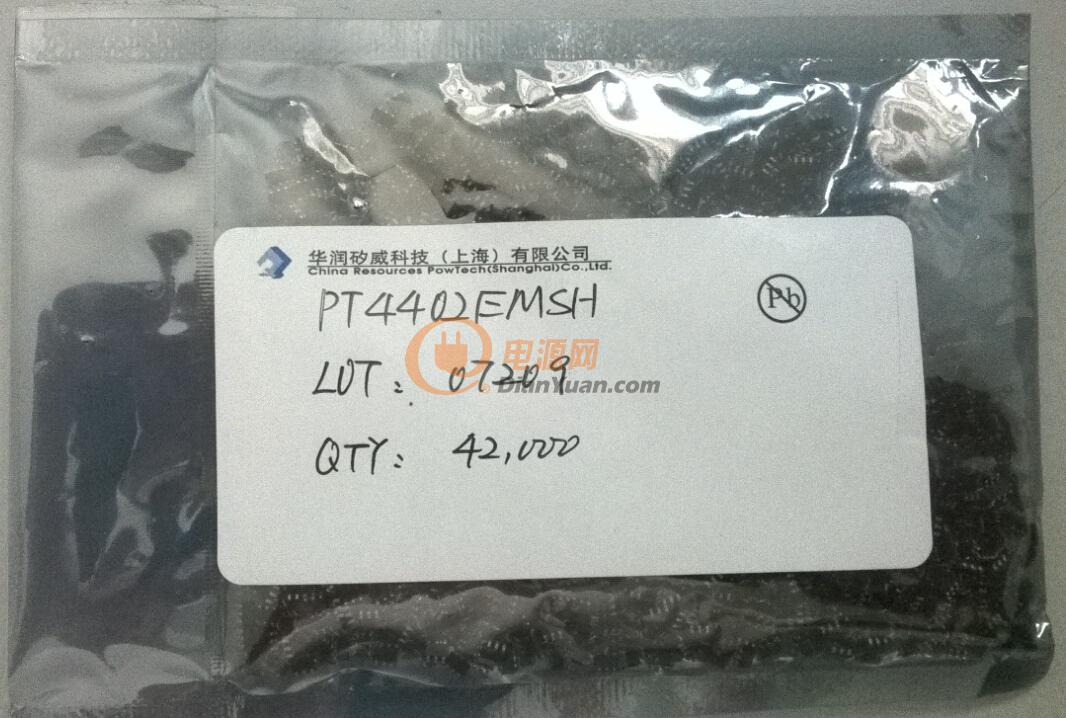 华润矽威科技（上海）有限公司
China Resources PowTech(Shanghai)Co.,Ltd.
Pb
PT4402EMSH
电源网
LOT: 07209
DianYuan.com
QTY: 42,000